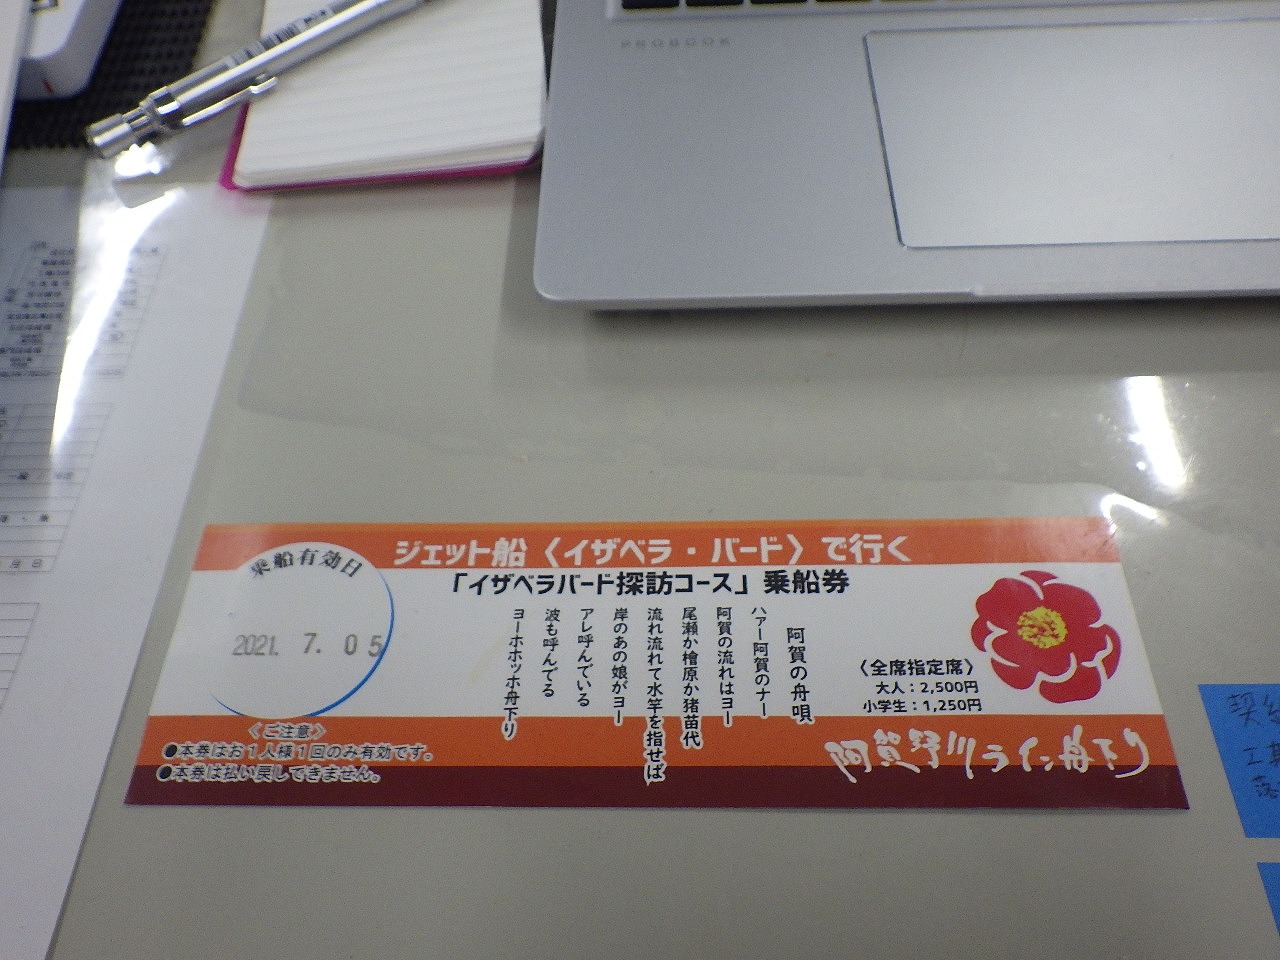 PROBOOK
ジェット船〈イザベラ・バード〉で行く
「イザベラバード探訪コース」乗船券
乗船有効日
2021. 7. 05
阿賀の舟唄
ハアー阿賀のナー
阿賀の流れはヨー
尾瀬か檜原か猪苗代
流れ流れて水竿を指せば
岸のあの娘がヨー
アレ呼んでいる
波も呼んでる
ヨーホホッホ舟下り
〈全席指定席〉
大人:2,500円
小学生:1,250円
阿賀野川ライン舟下り
〈ご注意〉
●本券はお1人様1回のみ有効です。
●本券は払い戻しできません。